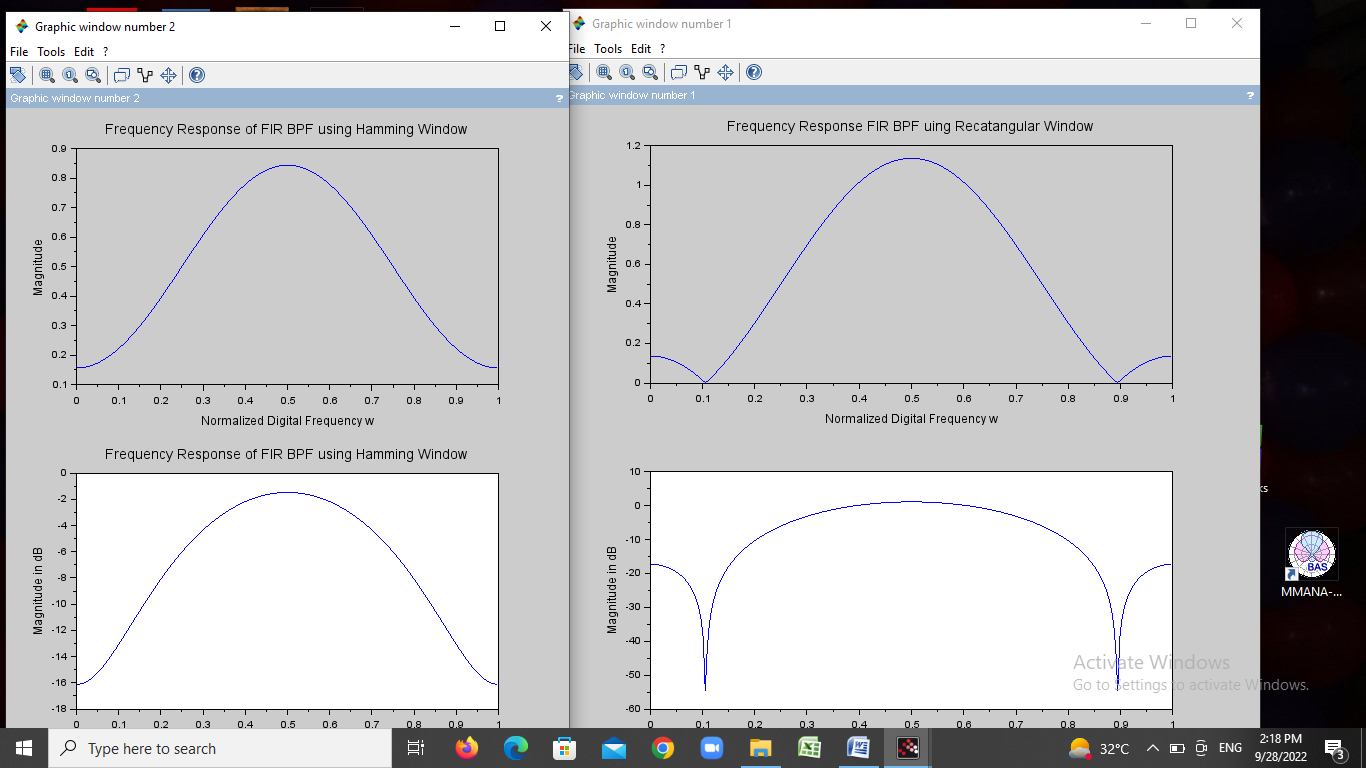 Graphic window number 2
File Tools Edit ?
Graphic window number 2 ?
Frequency Response of FIR BPF using Hamming Window
0.9
0.8
0.7
0.6
0.5
0.4
0.3
0.2
0.1
Magnitude
0 0.1 0.2 0.3 0.4 0.5 0.6 0.7 0.8 0.9 1
Normalized Digital Frequency w
Frequency Response of FIR BPF using Hamming Window
0
-2
-4
-6
-8
-10
-12
-14
-16
-18
Magnitude in dB
0 0.1 0.2 0.3 0.4 0.5 0.6 0.7 0.8 0.9 1
Graphic window number 1
File Tools Edit ?
Graphic window number 1 ?
Frequency Response FIR BPF uing Recatangular Window
1.2
1
0.8
0.6
0.4
0.2
0
Magnitude
0 0.1 0.2 0.3 0.4 0.5 0.6 0.7 0.8 0.9 1
Normalized Digital Frequency w
10
0
-10
-20
-30
-40
-50
-60
Magnitude in dB
0 0.1 0.2 0.3 0.4 0.5 0.6 0.7 0.8 0.9 1
ks
BAS
MMANA-...
Activate Windows
Go to Settings to activate Windows.
Type here to search
32°C
ENG
2:18 PM
9/28/2022
3